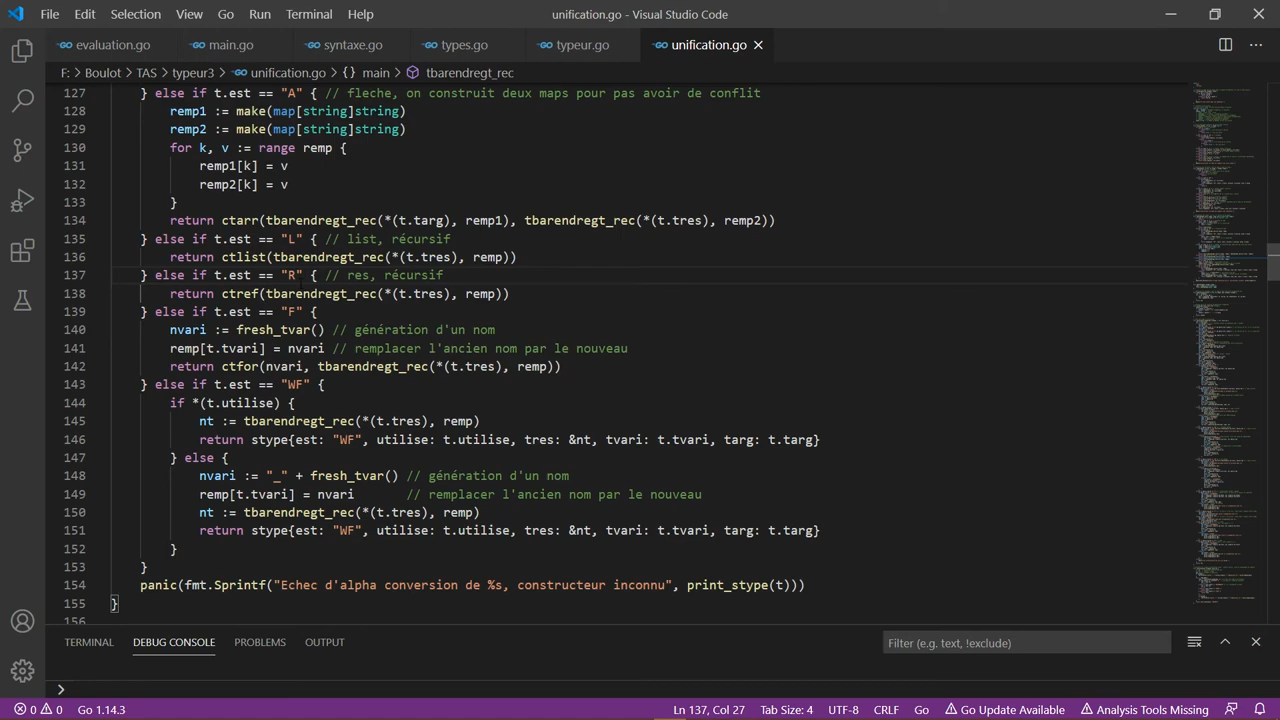 File Edit Selection View Go Run Terminal Help
unification.go - Visual Studio Code
evaluation.go main.go syntaxe.go types.go typeur.go unification.go
F: > Boulot > TAS > typeur3 > unification.go > {} main > tbarendregt_rec
127 } else if t.est == "A" { // fleche, on construit deux maps pour pas avoir de conflit
128 remp1 := make(map[string]string)
129 remp2 := make(map[string]string)
130 for k, v := range remp {
131 remp1[k] = v
132 remp2[k] = v
133 }
134 return ctarr(tbarendregt_rec(*(t.targ), remp1), tbarendregt_rec(*(t.tres), remp2))
135 } else if t.est == "L" { // list, récursif
136 return ctlist(tbarendregt_rec(*(t.tres), remp))
137 } else if t.est == "R" { récursif
138 return ctref(tbarendregt_rec(*(t.tres), remp))
139 } else if t.est == "F" {
140 nvari := fresh_tvar() // génération d'un nom
141 remp[t.tvari] = nvari // remplacer l'ancien nom par le nouveau
142 return (nvari, tbarendregt_rec(*(t.tres), remp))
143 } else if t.est == "WF" {
144 if *(t.utilise) {
145 nt := tbarendregt_rec(*(t.tres), remp)
146 return stype{est: "WF", utilise: t.utilise, tres: &nt, tvari: t.tvari, targ:
147 } else {
148 nvari := "_" + fresh_tvar() // génération d'un nom
149 remp[t.tvari] = nvari // remplacer l'ancien nom par le nouveau
150 nt := tbarendregt_rec(*(t.tres), remp)
151 return stype{est: "WF", utilise: t.utilise, tres: &nt, tvari: t.tvari, targ:
152 }
153 }
154 panic(fmt.Sprintf("Echec d'alpha conversion de %s: constructeur inconnu", print_stype(t)))
155 }
156
TERMINAL DEBUG CONSOLE PROBLEMS OUTPUT
Filter (e.g. text, !exclude)
0 0 Go 1.14.3
Ln 137, Col 27 Tab Size: 4 UTF-8 CRLF Go Go Update Available Analysis Tools Missing